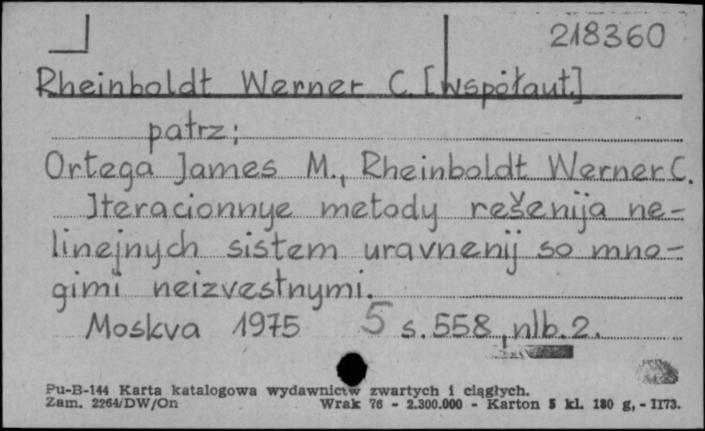 218360
Rheinboldt Werner C. [współaut.]
patrz:
Ortega James M., Rheinboldt Werner C.
Iteracionnye metody rešenija ne-
linejnych sistem uravnenij so mno-
gimi neizvestnymi.
Moskva 1975 5 s. 558, nlb. 2.
Pu-B-144 Karta katalogowa wydawnictw zwartych i ciągłych.
Zam. 2264/DW/On Wrak 76 - 2.300.000 - Karton 5 kl. 180 g, - II73.